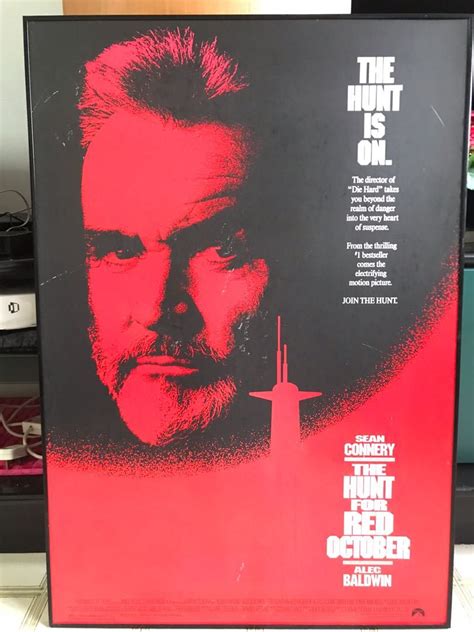 THE
HUNT
IS
ON.
The director of
"Die Hard" takes
you beyond the
realm of danger
into the very heart
of suspense.
From the thrilling
#1 bestseller
comes the
electrifying
motion picture.
JOIN THE HUNT.
SEAN
CONNERY
THE
HUNT
FOR
RED
OCTOBER
ALEC
BALDWIN